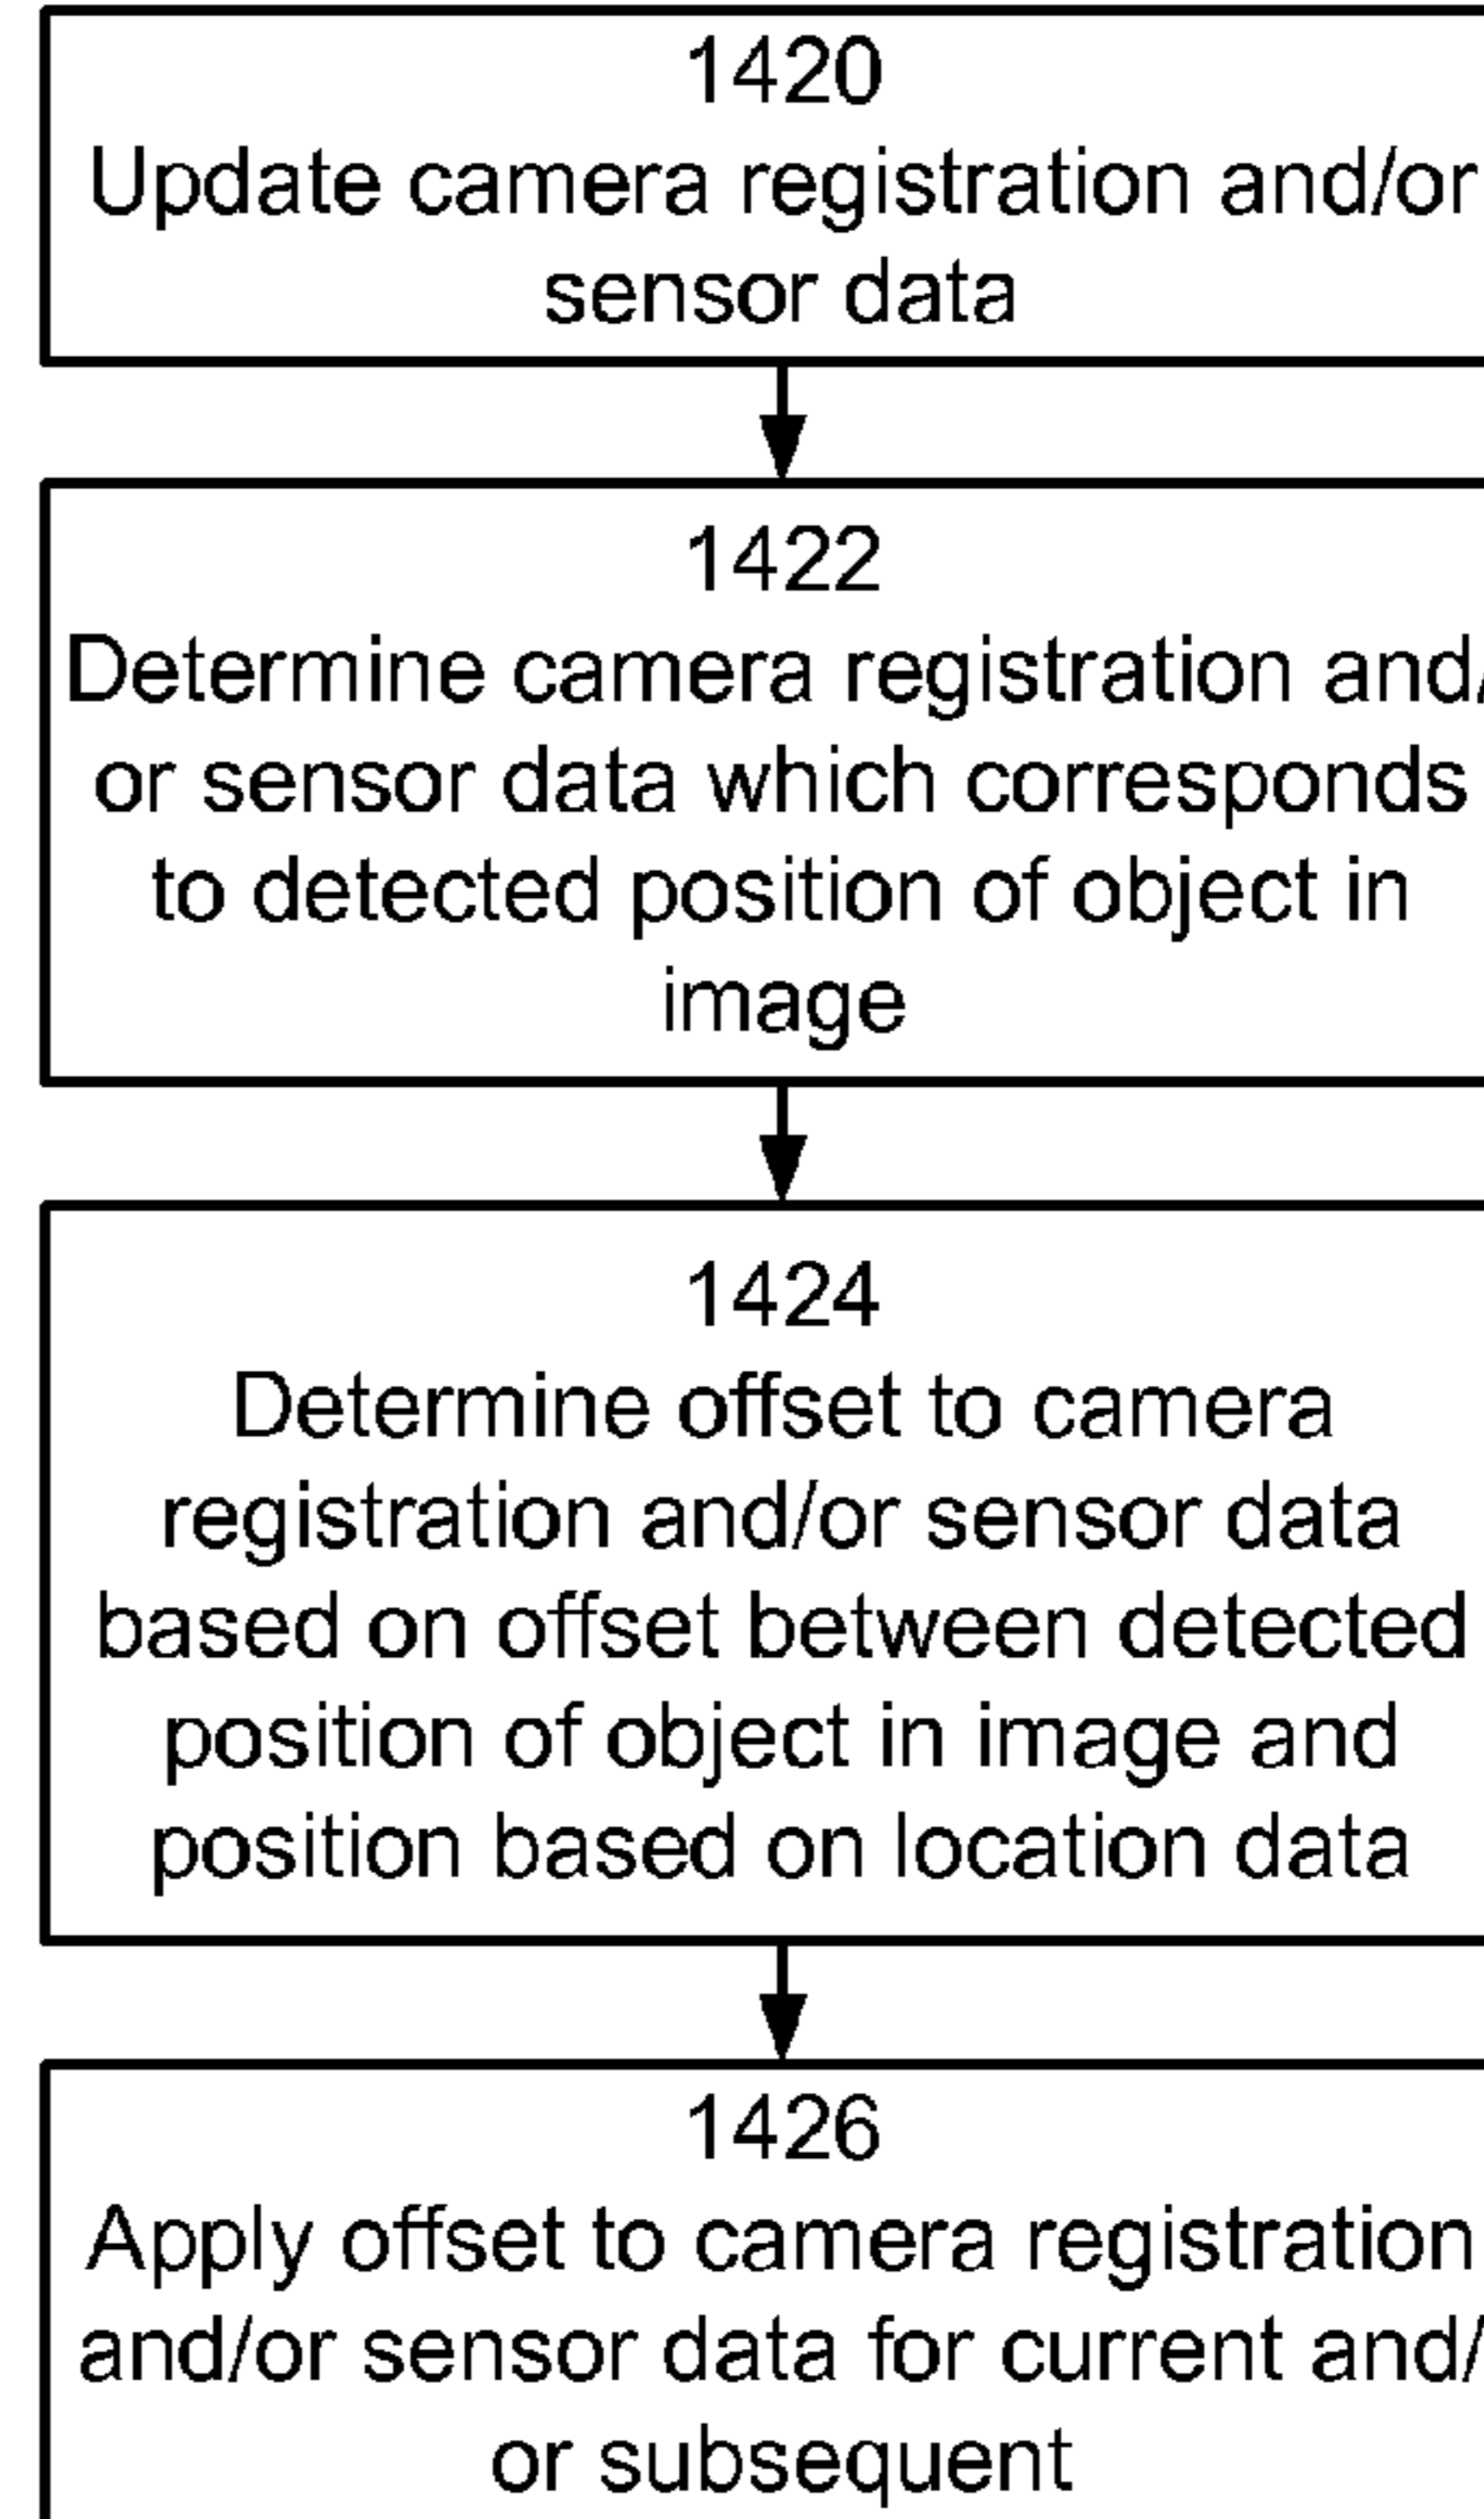 1420
Update camera registration and/or
sensor data
1422
Determine camera registration and/
or sensor data which corresponds
to detected position of object in
image
1424
Determine offset to camera
registration and/or sensor data
based on offset between detected
position of object in image and
position based on location data
1426
Apply offset to camera registration
and/or sensor data for current and/
or subsequent